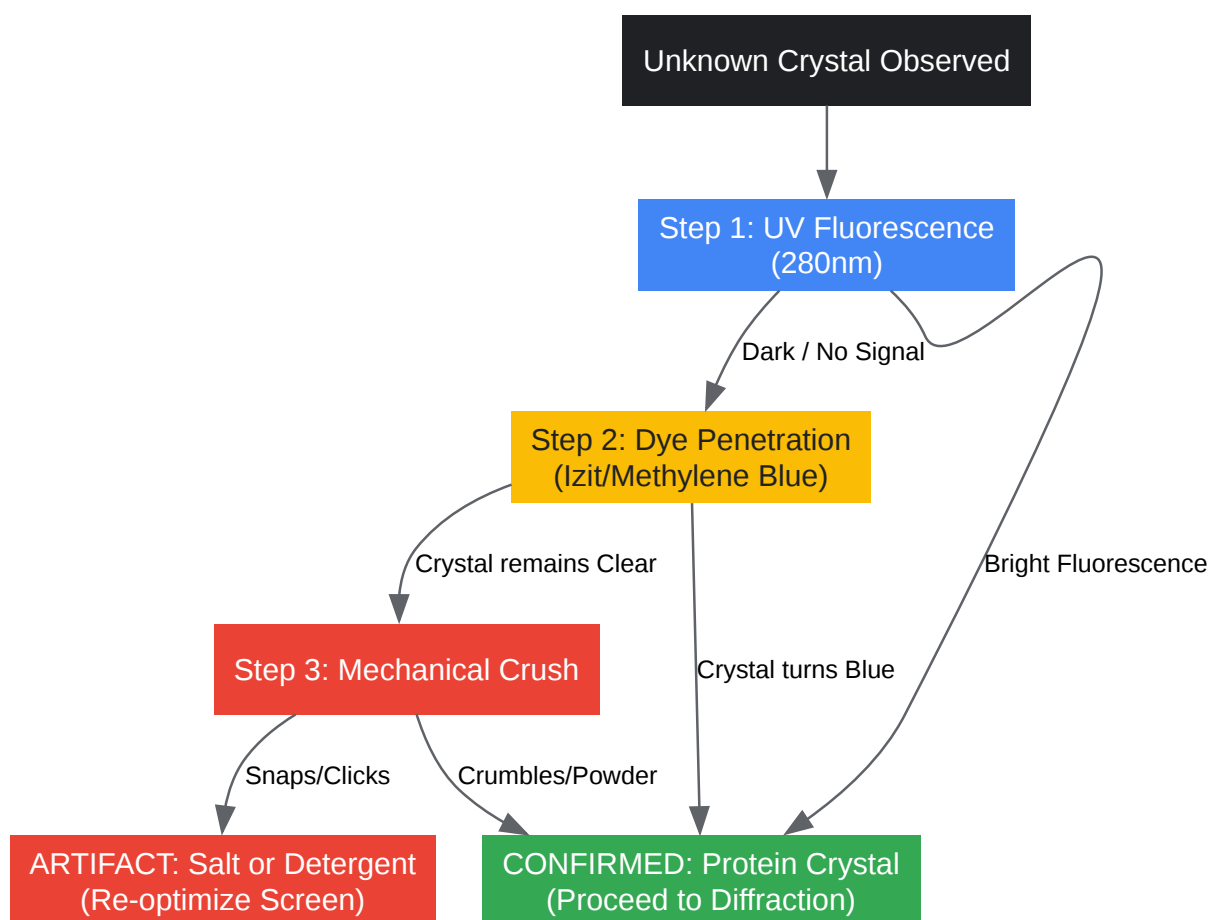 Unknown Crystal Observed
Step 1: UV Fluorescence
(280nm)
Dark / No Signal
Step 2: Dye Penetration
(Izit/Methylene Blue)
Crystal remains Clear
Bright Fluorescence
Step 3: Mechanical Crush
Crystal turns Blue
Snaps/Clicks
Crumbles/Powder
ARTIFACT: Salt or Detergent
(Re-optimize Screen)
CONFIRMED: Protein Crystal
(Proceed to Diffraction)